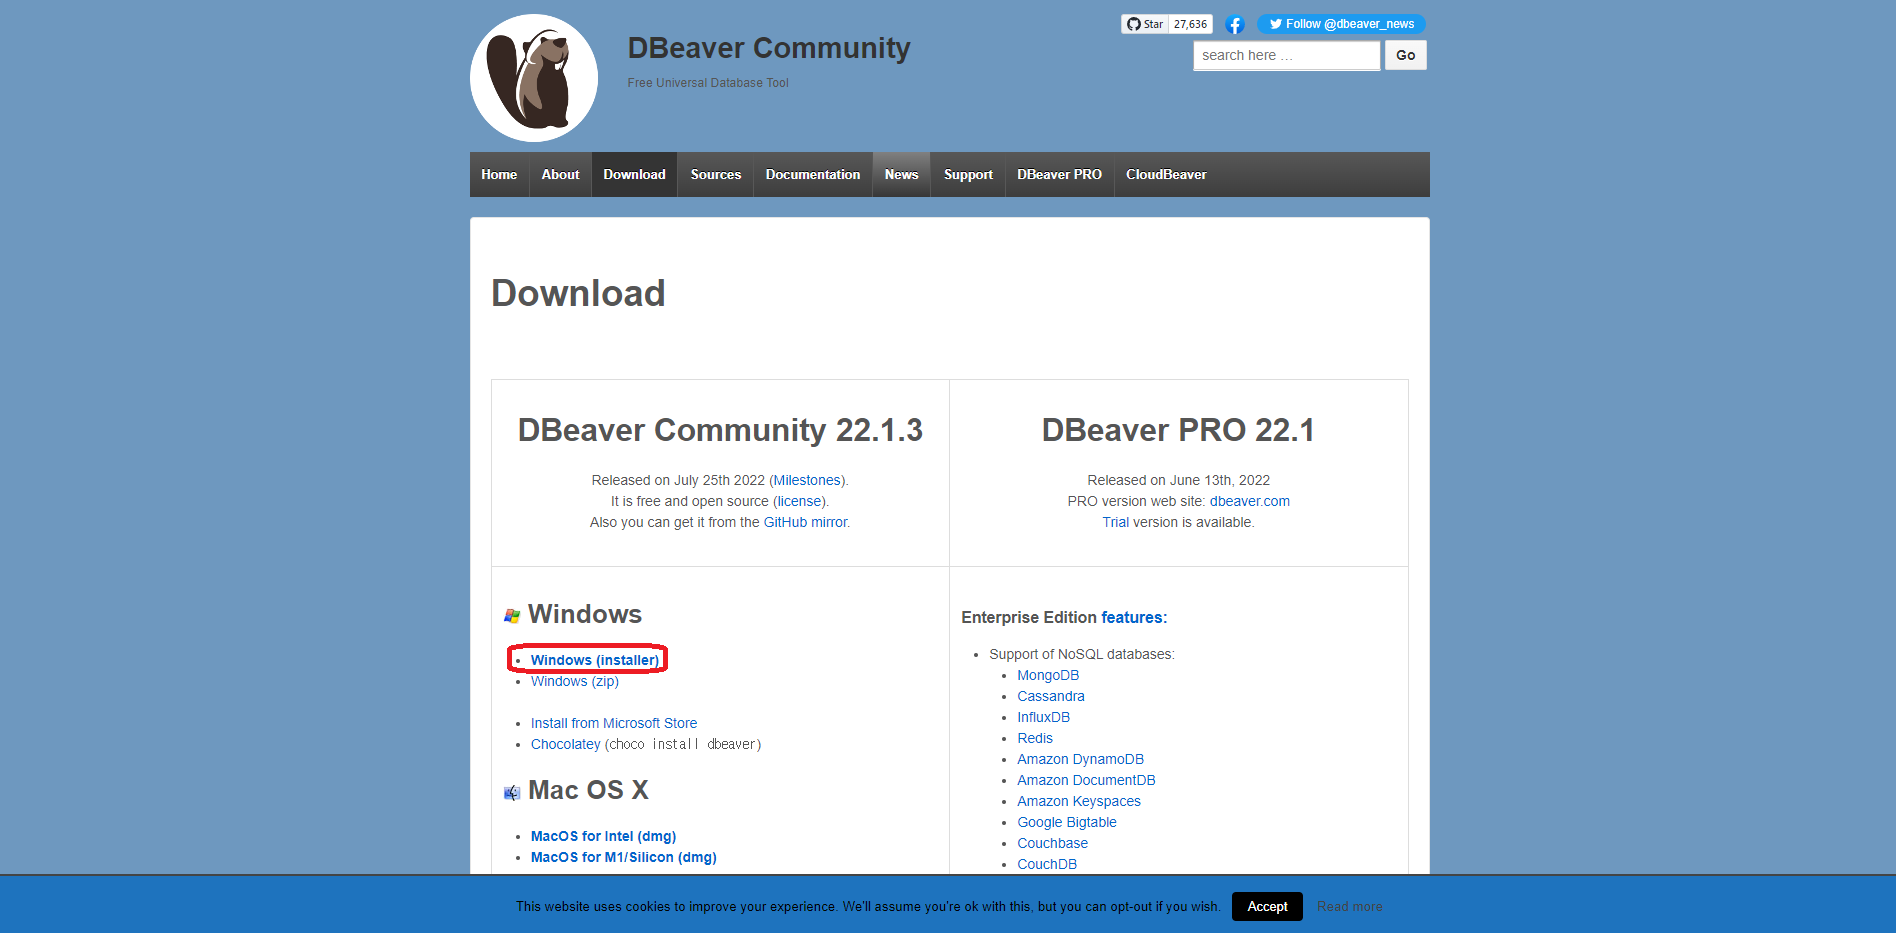 DBeaver Community
Free Universal Database Tool
Star 27,636
Follow @dbeaver_news
search here …
Go
Home About Download Sources Documentation News Support DBeaver PRO CloudBeaver
Download
DBeaver Community 22.1.3
Released on July 25th 2022 (Milestones).
It is free and open source (license).
Also you can get it from the GitHub mirror.
DBeaver PRO 22.1
Released on June 13th, 2022
PRO version web site: dbeaver.com
Trial version is available.
Windows
Windows (installer)
Windows (zip)
Install from Microsoft Store
Chocolatey (choco install dbeaver)
Mac OS X
MacOS for Intel (dmg)
MacOS for M1/Silicon (dmg)
Enterprise Edition features:
Support of NoSQL databases:
MongoDB
Cassandra
InfluxDB
Redis
Amazon DynamoDB
Amazon DocumentDB
Amazon Keyspaces
Google Bigtable
Couchbase
CouchDB
This website uses cookies to improve your experience. We'll assume you're ok with this, but you can opt-out if you wish. Accept Read more